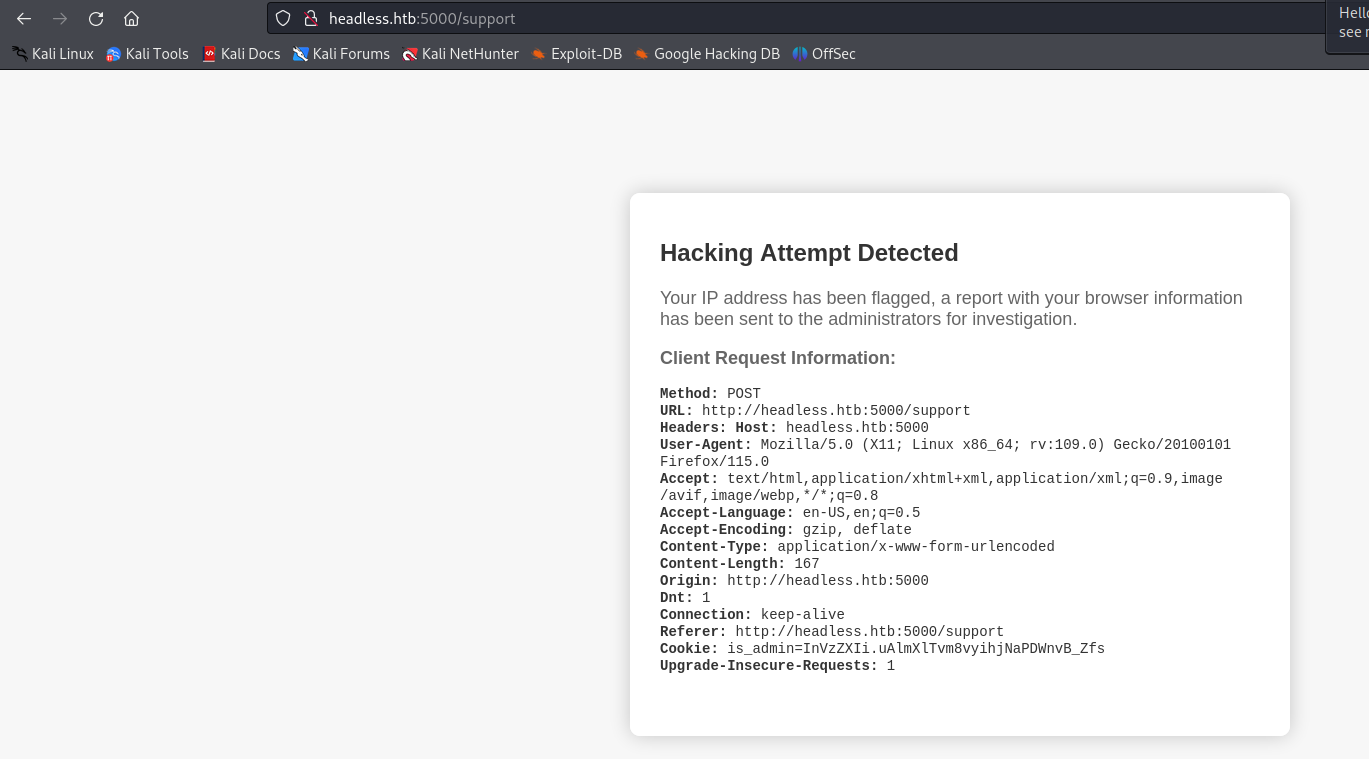 headless.htb:5000/support
Hello
see
Kali Linux Kali Tools Kali Docs Kali Forums Kali NetHunter Exploit-DB Google Hacking DB OffSec
Hacking Attempt Detected
Your IP address has been flagged, a report with your browser information
has been sent to the administrators for investigation.
Client Request Information:
Method: POST
URL: http://headless.htb:5000/support
Headers: Host: headless.htb:5000
User-Agent: Mozilla/5.0 (X11; Linux x86_64; rv:109.0) Gecko/20100101
Firefox/115.0
Accept: text/html,application/xhtml+xml,application/xml;q=0.9,image
/avif,image/webp,*/*;q=0.8
Accept-Language: en-US,en;q=0.5
Accept-Encoding: gzip, deflate
Content-Type: application/x-www-form-urlencoded
Content-Length: 167
Origin: http://headless.htb:5000
Dnt: 1
Connection: keep-alive
Referer: http://headless.htb:5000/support
Cookie: is_admin=InVzZXIi.uAlmXlTvm8vyihjNaPDWnvB_Zfs
Upgrade-Insecure-Requests: 1